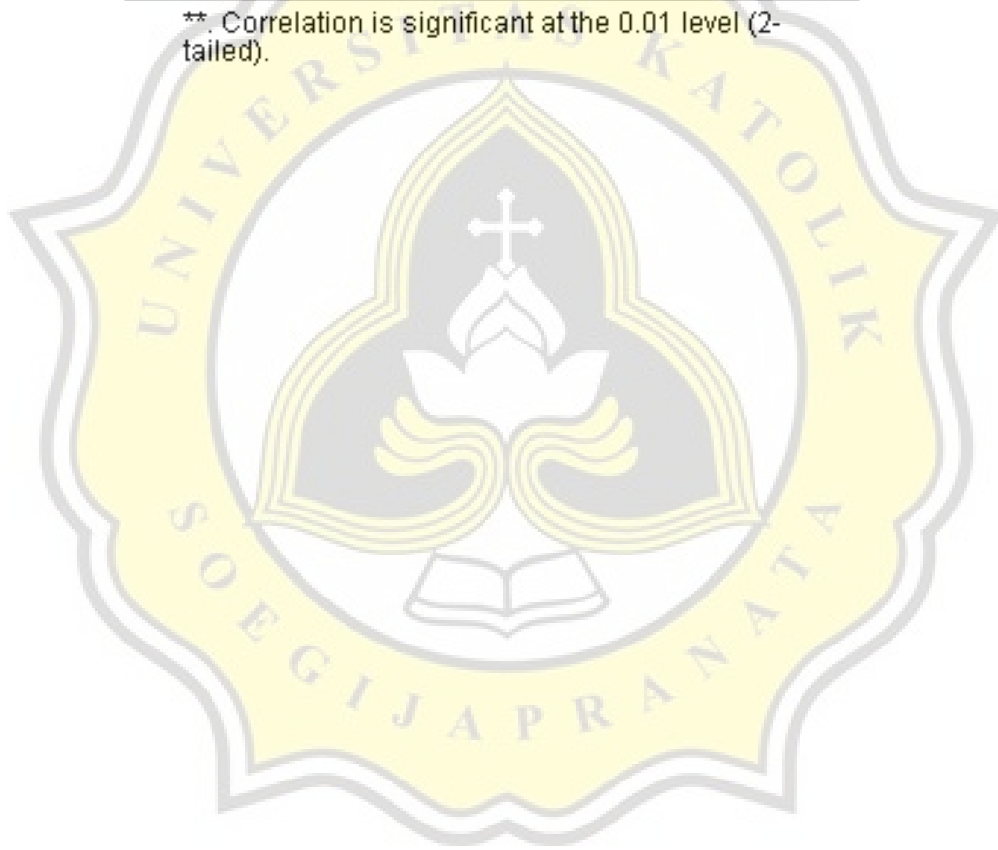 **. Correlation is significant at the 0.01 level (2-
tailed).
UNIVERSITAS KATOLIK
SOEGIJAPRANATA